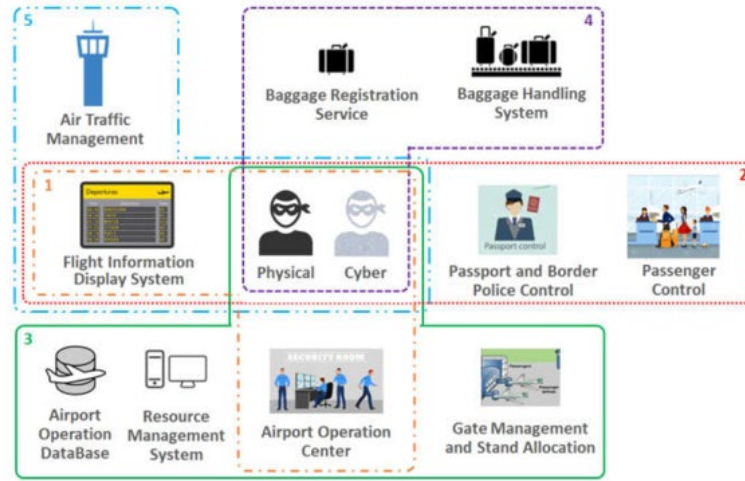 5
4
Air Traffic
Management
Baggage Registration
Service
Baggage Handling
System
1
2
Departures
Flight Information
Display System
Physical
Cyber
Passport control
Passport and Border
Police Control
Passenger
Control
3
SECURITY ROOM
Airport
Operation
DataBase
Resource
Management
System
Airport Operation
Center
Gate Management
and Stand Allocation